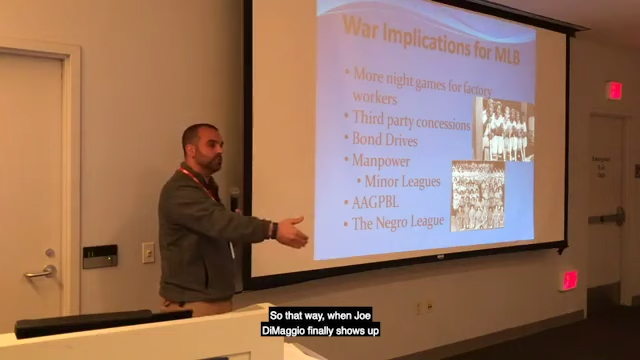 War Implications for MLB
• More night games for factory
workers
• Third party concessions
• Bond Drives
• Manpower
• Minor Leagues
• AAGPBL
• The Negro League
EXIT
EXIT
So that way, when Joe
DiMaggio finally shows up